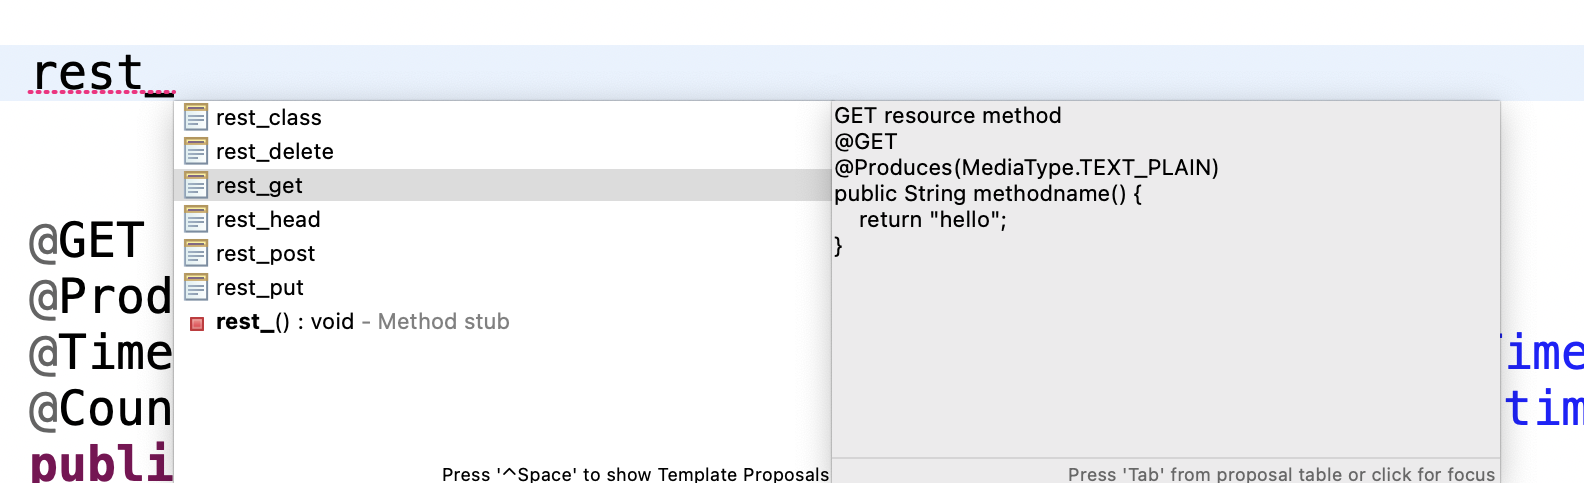 rest_
rest_class
rest_delete
rest_get
rest_head
rest_post
rest_put
rest_() : void - Method stub
Press '^Space' to show Template Proposals
GET resource method
@GET
@Produces(MediaType.TEXT_PLAIN)
public String methodname() {
return "hello";
}
Press 'Tab' from proposal table or click for focus
@GET
@Prod
@Time
ime
@Coun
tim
publi